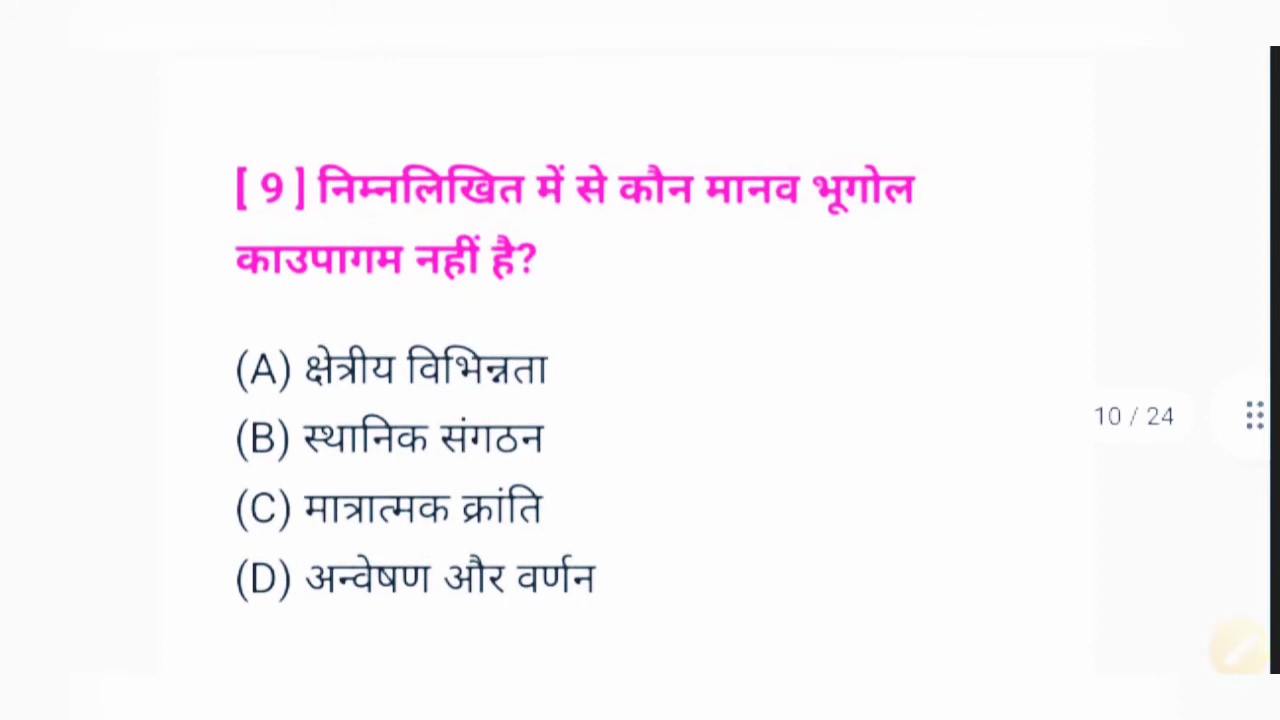 [ 9 ] निम्नलिखित में से कौन मानव भूगोल
काउपागम नहीं है?
(A) क्षेत्रीय विभिन्नता
(B) स्थानिक संगठन
(C) मात्रात्मक क्रांति
(D) अन्वेषण और वर्णन
10 / 24